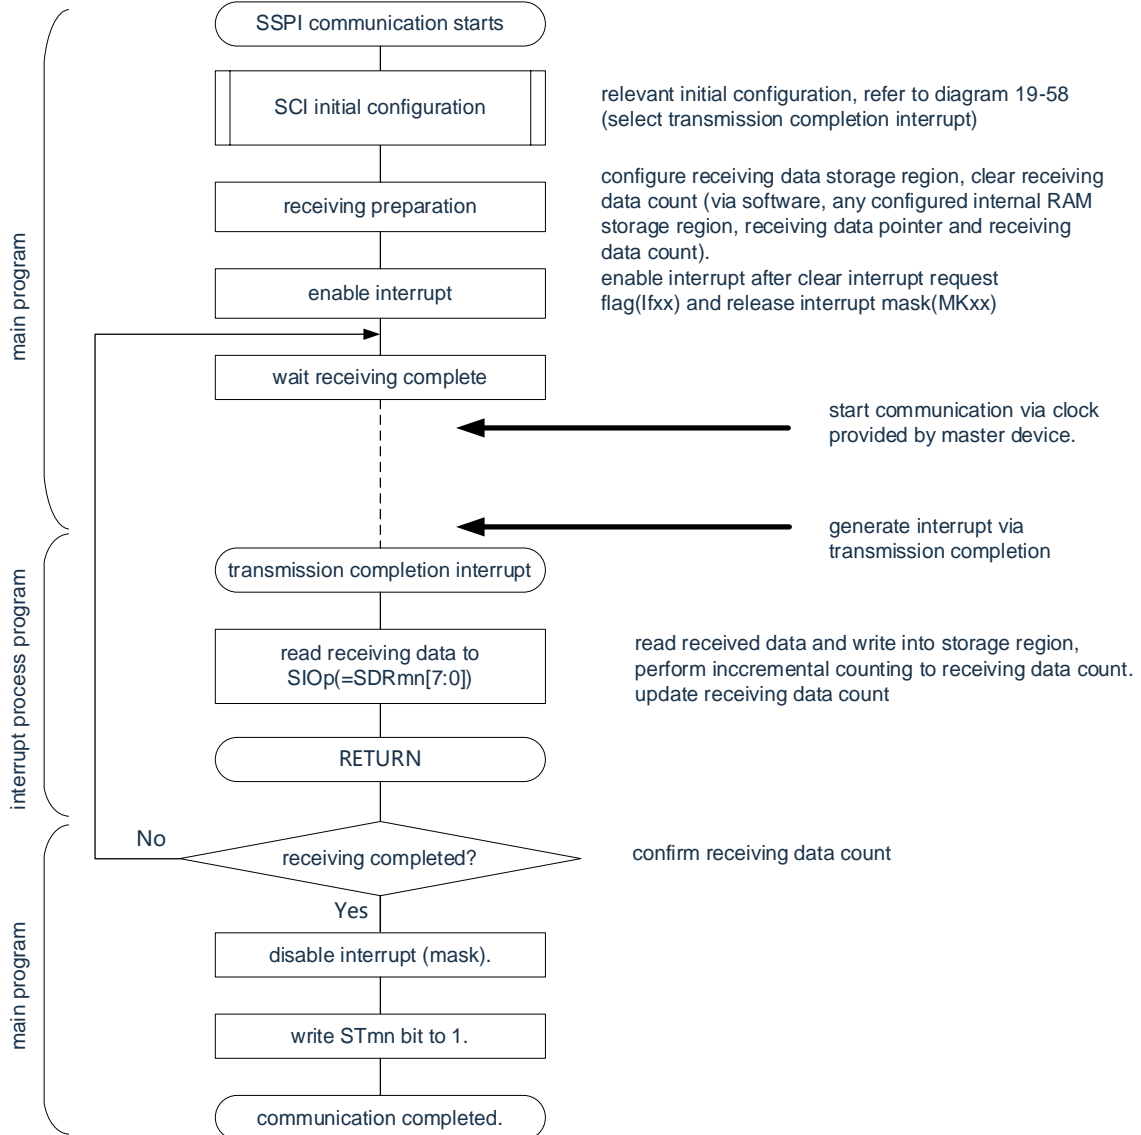 SSPI communication starts
SCI initial configuration
relevant initial configuration, refer to diagram 19-58
(select transmission completion interrupt)
receiving preparation
configure receiving data storage region, clear receiving
data count (via software, any configured internal RAM
storage region, receiving data pointer and receiving
data count).
main program
enable interrupt
enable interrupt after clear interrupt request
flag(Ifxx) and release interrupt mask(MKxx)
wait receiving complete
start communication via clock
provided by master device.
generate interrupt via
transmission completion
transmission completion interrupt
interrupt process program
read receiving data to
SIOp(=SDRmn[7:0])
read received data and write into storage region,
perform inccremental counting to receiving data count.
update receiving data count
RETURN
No
receiving completed?
confirm receiving data count
Yes
main program
disable interrupt (mask).
write STmn bit to 1.
communication completed.